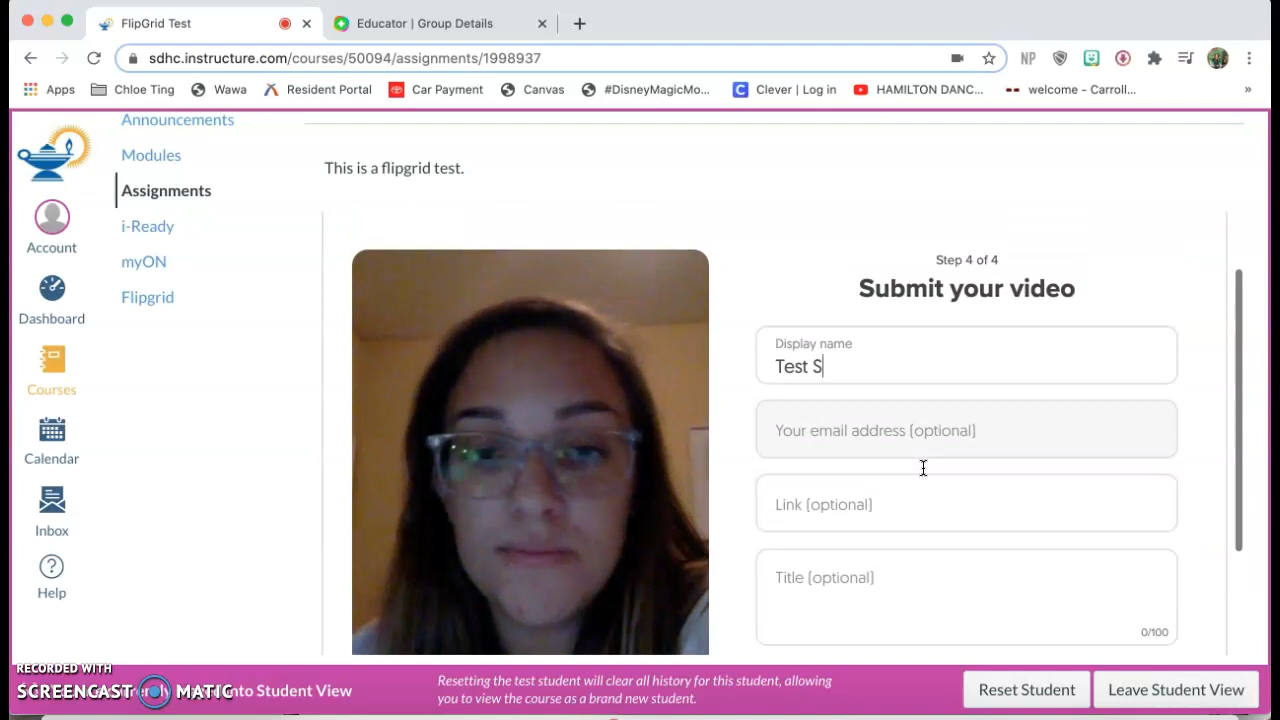 FlipGrid Test
Educator | Group Details
sdhc.instructure.com/courses/50094/assignments/1998937
NP
Apps
Chloe Ting
Wawa
Resident Portal
Car Payment
Canvas
#DisneyMagicMo...
Clever | Log in
HAMILTON DANC...
welcome - Carroll...
»
Announcements
Modules
Assignments
i-Ready
myON
Flipgrid
Account
Dashboard
Courses
Calendar
Inbox
Help
This is a flipgrid test.
Step 4 of 4
Submit your video
Display name
Test S
Your email address (optional)
Link (optional)
Title (optional)
0/100
RECORDED WITH
SCREENCAST MATIC
into Student View
Resetting the test student will clear all history for this student, allowing
you to view the course as a brand new student.
Reset Student
Leave Student View